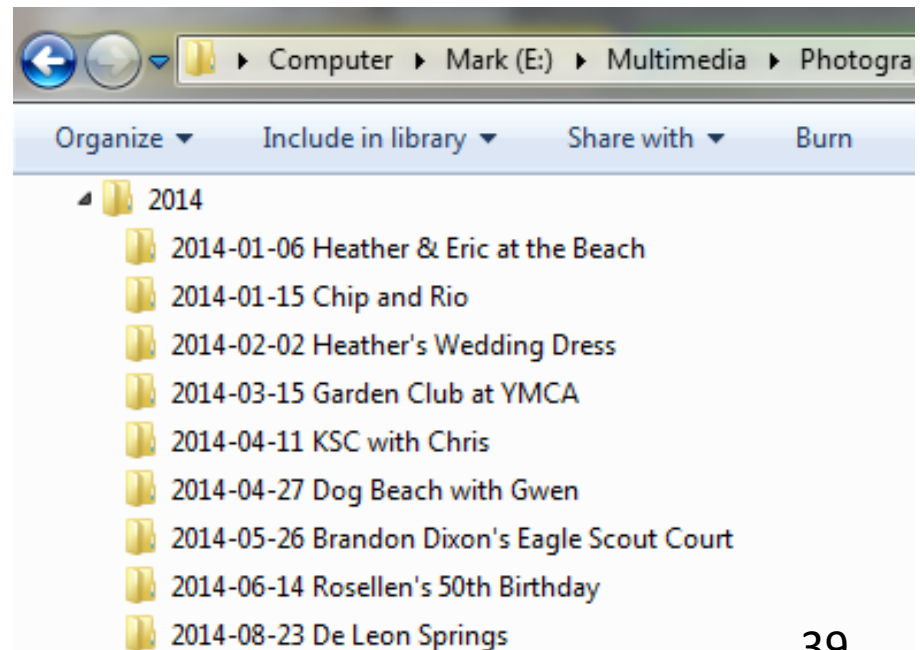 Computer Mark (E:) Multimedia Photogra
Organize Include in library Share with Burn
2014
2014-01-06 Heather & Eric at the Beach
2014-01-15 Chip and Rio
2014-02-02 Heather's Wedding Dress
2014-03-15 Garden Club at YMCA
2014-04-11 KSC with Chris
2014-04-27 Dog Beach with Gwen
2014-05-26 Brandon Dixon's Eagle Scout Court
2014-06-14 Rosellen's 50th Birthday
2014-08-23 De Leon Springs
39